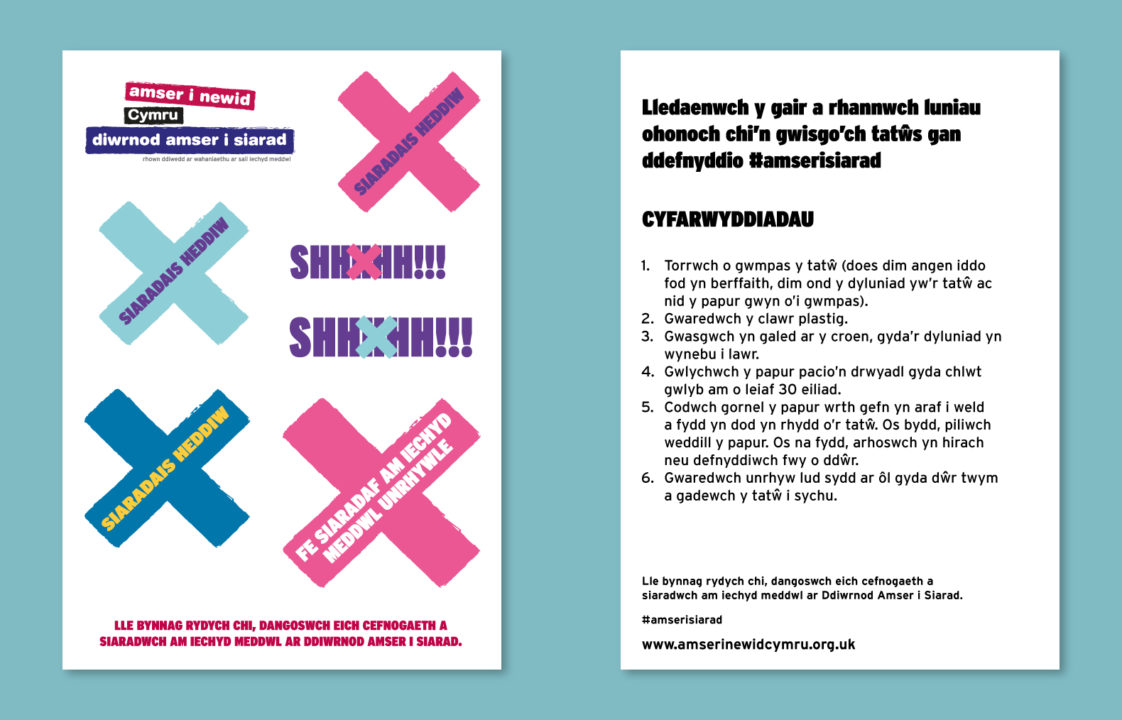 amser i newid
Cymru
diwrnod amser i siarad
rhown ddiwedd ar wahaniaethu ar sail iechyd meddwl
SIARADAIS HEDDIW
SIARADAIS HEDDIW
SHHHHH!!!
SHHHHH!!!
SIARADAIS HEDDIW
FE SIARADAF AM IECHYD
MEDDWL UNRHYWLE
LLE BYNNAG RYDYCH CHI, DANGOSWCH EICH CEFNOGAETH A
SIARADWCH AM IECHYD MEDDWL AR DDIWRNOD AMSER I SIARAD.
Lledaenwch y gair a rhannwch luniau
ohonoch chi'n gwisgo'ch tatŵs gan
ddefnyddio #amserisiarad
CYFARWYDDIADAU
1. Torrwch o gwmpas y tatŵ (does dim angen iddo
fod yn berffaith, dim ond y dyluniad yw'r tatŵ ac
nid y papur gwyn o'i gwmpas).
2. Gwaredwch y clawr plastig.
3. Gwasgwch yn galed ar y croen, gyda'r dyluniad yn
wynebu i lawr.
4. Gwlychwch y papur pacio'n drwyadl gyda chlwt
gwlyb am o leiaf 30 eiliad.
5. Codwch gornel y papur wrth gefn yn araf i weld
a fydd yn dod yn rhydd o'r tatŵ. Os bydd, piliwch
weddill y papur. Os na fydd, arhoswch yn hirach
neu defnyddiwch fwy o ddŵr.
6. Gwaredwch unrhyw lud sydd ar ôl gyda dŵr twym
a gadewch y tatŵ i sychu.
Lle bynnag rydych chi, dangoswch eich cefnogaeth a
siaradwch am iechyd meddwl ar Ddiwrnod Amser i Siarad.
#amserisiarad
www.amserinewidcymru.org.uk